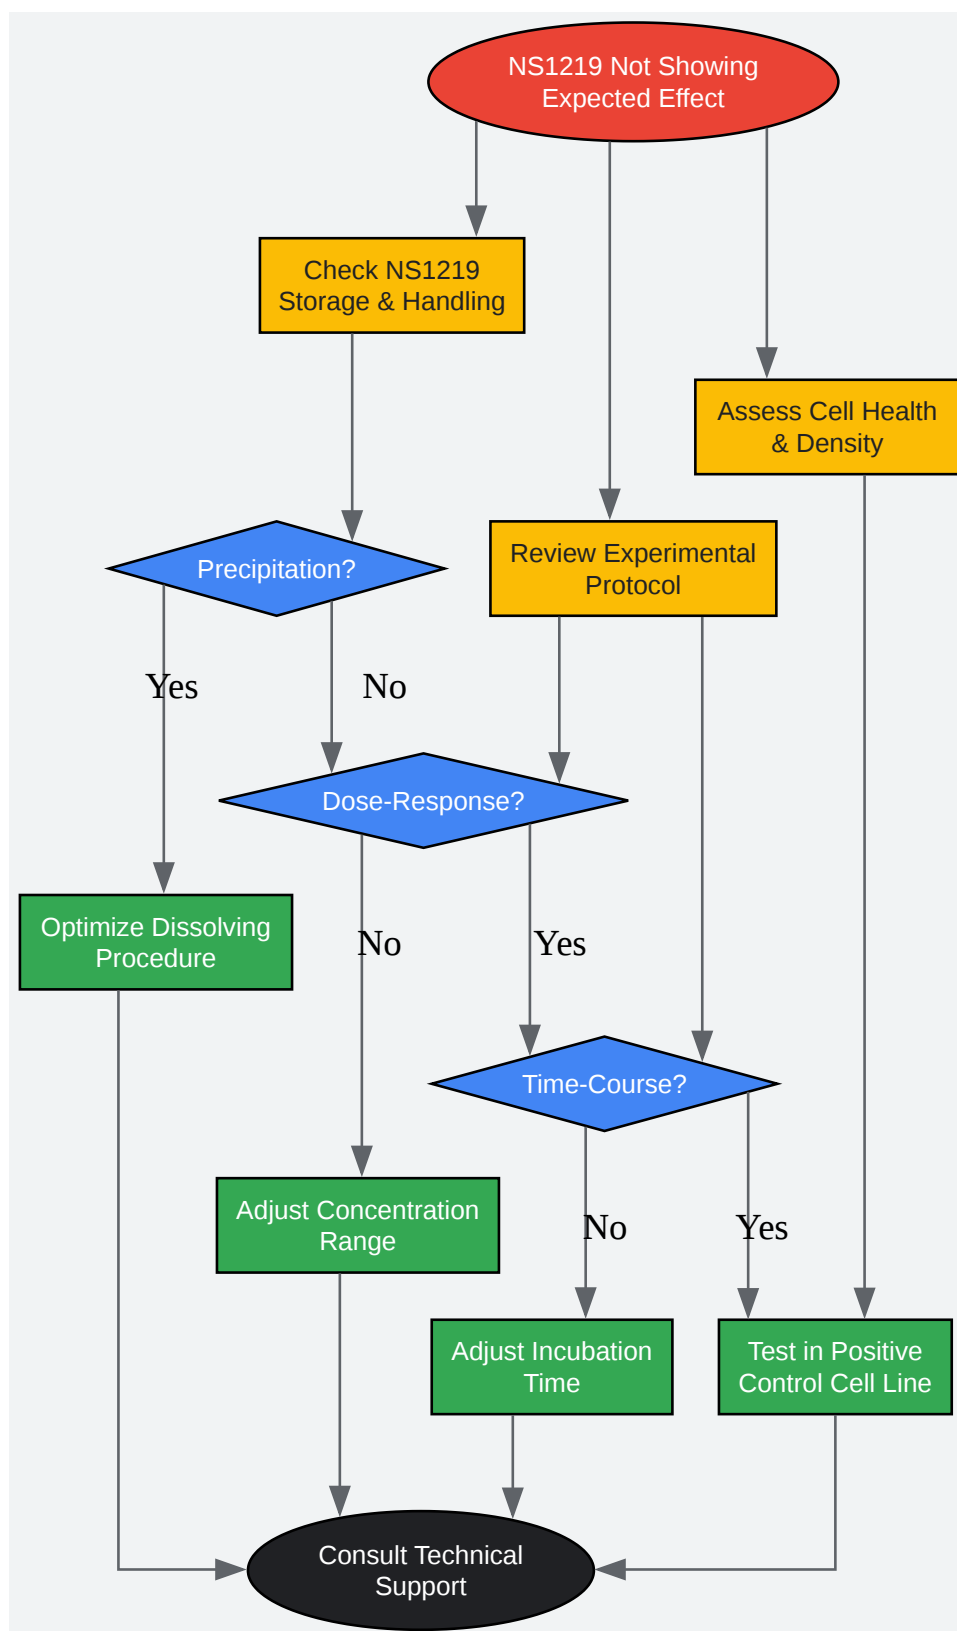 NS1219 Not Showing
Expected Effect
Check NS1219
Storage & Handling
Assess Cell Health
& Density
Review Experimental
Protocol
Precipitation?
Yes
No
Dose-Response?
Optimize Dissolving
Procedure
No
Yes
Time-Course?
Adjust Concentration
Range
No
Yes
Adjust Incubation
Time
Test in Positive
Control Cell Line
Consult Technical
Support